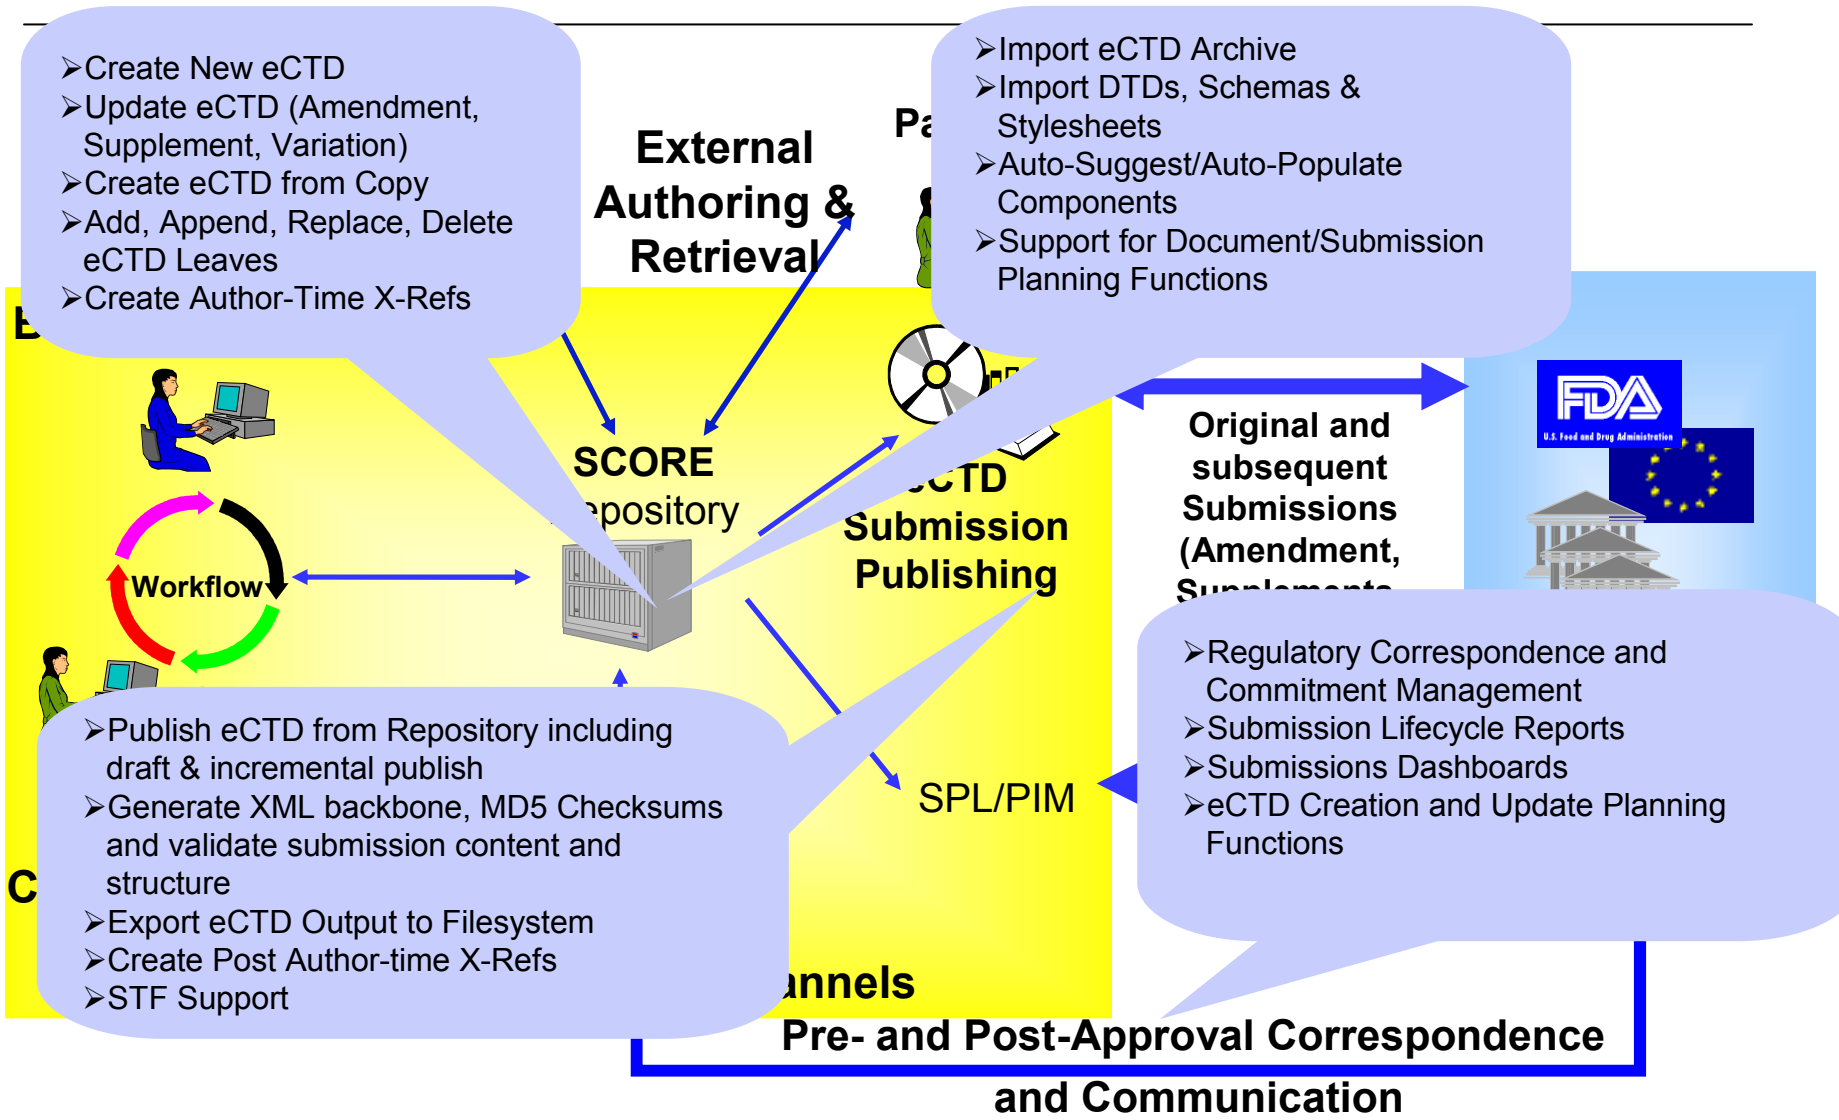 ➢Create New eCTD
➢Update eCTD (Amendment,
Supplement, Variation)
➢Create eCTD from Copy
➢Add, Append, Replace, Delete
eCTD Leaves
➢Create Author-Time X-Refs
External
Authoring &
Retrieval
➢Import eCTD Archive
➢Import DTDs, Schemas &
Stylesheets
➢Auto-Suggest/Auto-Populate
Components
➢Support for Document/Submission
Planning Functions
SCORE
Repository
Workflow
eCTD
Submission
Publishing
SPL/PIM
Original and
subsequent
Submissions
(Amendment,
Supplements,
FDA
U.S. Food and Drug Administration
➢Publish eCTD from Repository including
draft & incremental publish
➢Generate XML backbone, MD5 Checksums
and validate submission content and
structure
➢Export eCTD Output to Filesystem
➢Create Post Author-time X-Refs
➢STF Support
➢Regulatory Correspondence and
Commitment Management
➢Submission Lifecycle Reports
➢Submissions Dashboards
➢eCTD Creation and Update Planning
Functions
Pre- and Post-Approval Correspondence
and Communication